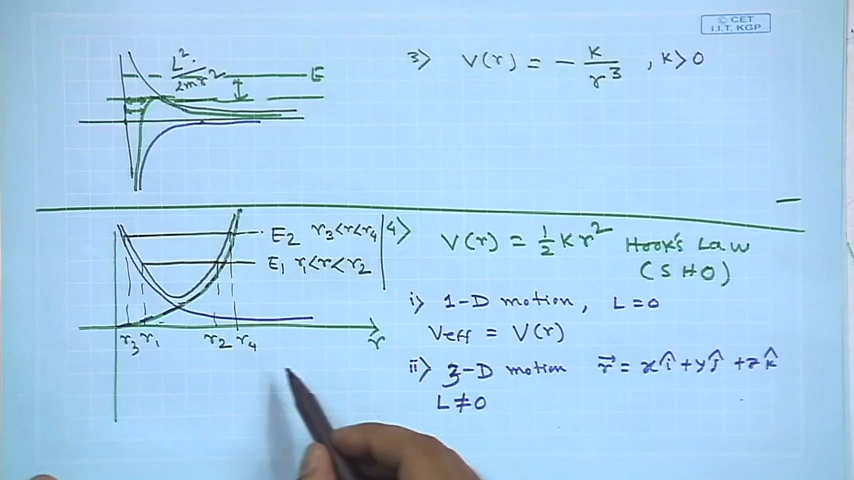 © CET
I.I.T. KGP
L²
2mr²
E
3) V(r) = - K/r³ , K>0
E2 r3<r<r4
E1 r1<r<r2
r3 r1 r2 r4 r
4) V(r) = 1/2 Kr² Hook's Law
(SHO)
i) 1-D motion, L=0
Veff = V(r)
ii) 3-D motion r⃗ = xî+yĵ+zk̂
L≠0